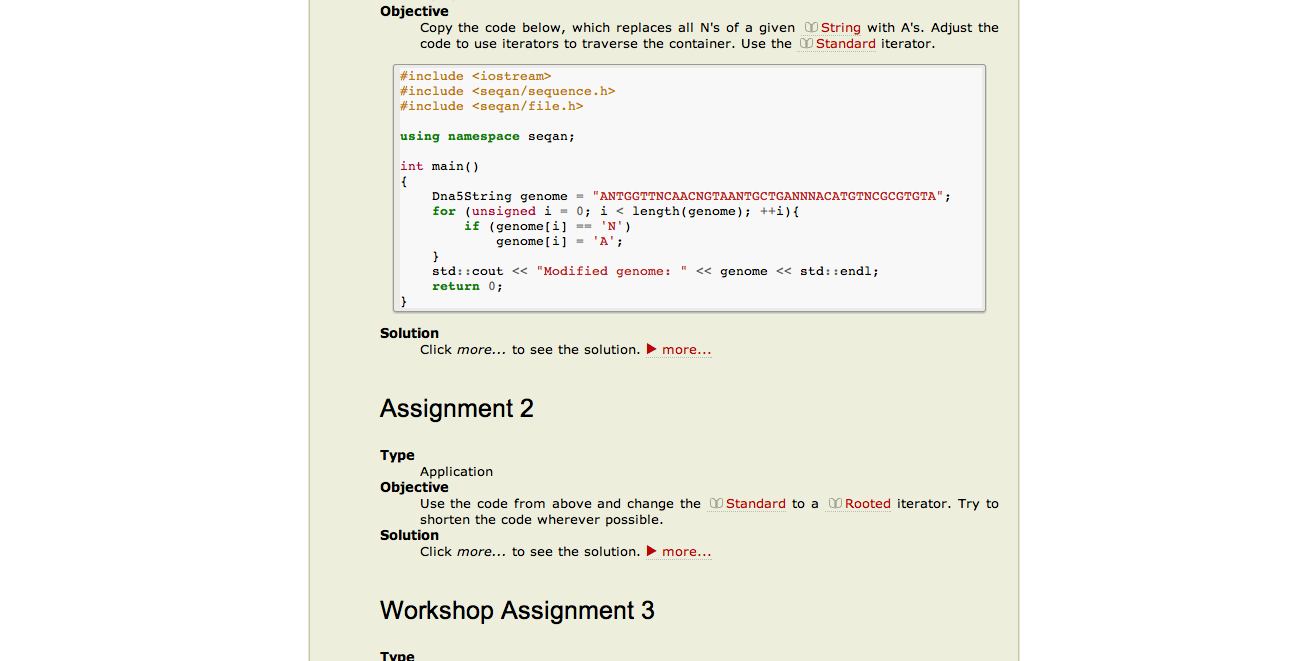 Objective
Copy the code below, which replaces all N's of a given String with A's. Adjust the
code to use iterators to traverse the container. Use the Standard iterator.
#include <iostream>
#include <seqan/sequence.h>
#include <seqan/file.h>
using namespace seqan;
int main()
{
    Dna5String genome = "ANTGGTTNCAACNGTAANTGCTGANNNACATGTNCGCGTGTA";
    for (unsigned i = 0; i < length(genome); ++i){
        if (genome[i] == 'N')
            genome[i] = 'A';
    }
    std::cout << "Modified genome: " << genome << std::endl;
    return 0;
}
Solution
Click more... to see the solution. ▶ more...
Assignment 2
Type
Application
Objective
Use the code from above and change the Standard to a Rooted iterator. Try to
shorten the code wherever possible.
Solution
Click more... to see the solution. ▶ more...
Workshop Assignment 3
Type